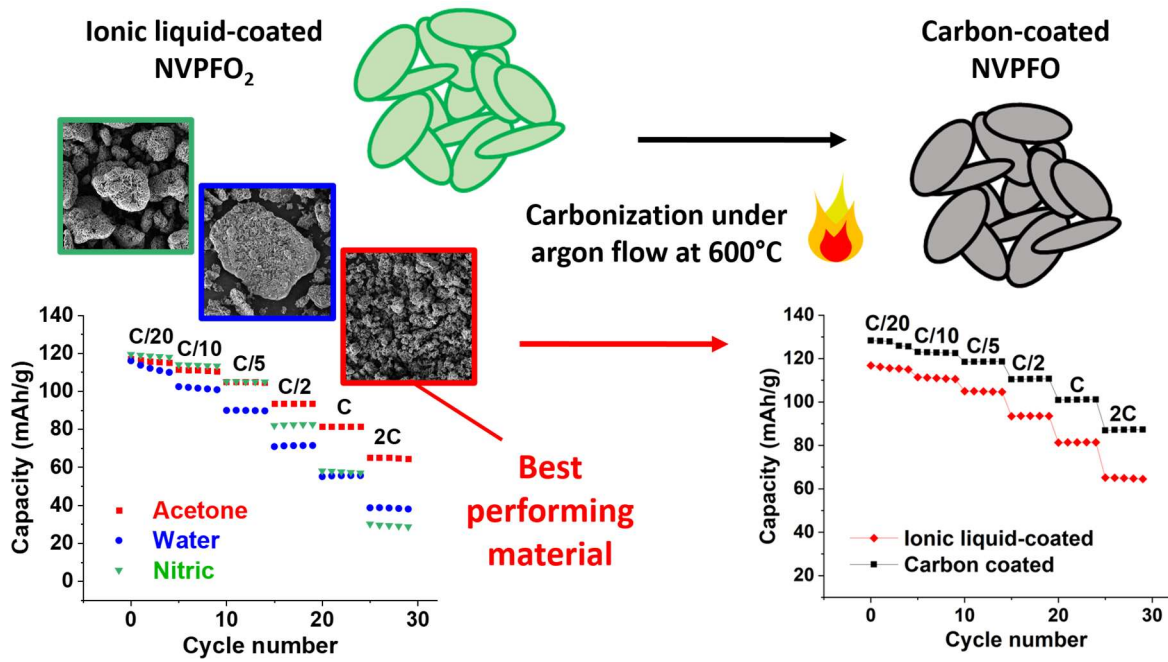 Ionic liquid-coated
NVPFO₂
Carbon-coated
NVPFO
Carbonization under
argon flow at 600°C
140
120
100
80
60
40
20
0
Capacity (mAh/g)
C/20
C/10
C/5
C/2
C
2C
Acetone
Water
Nitric
0
10
20
30
Cycle number
Best
performing
material
140
120
100
80
60
40
20
Capacity (mAh/g)
C/20
C/10
C/5
C/2
C
2C
Ionic liquid-coated
Carbon coated
0
10
20
30
Cycle number